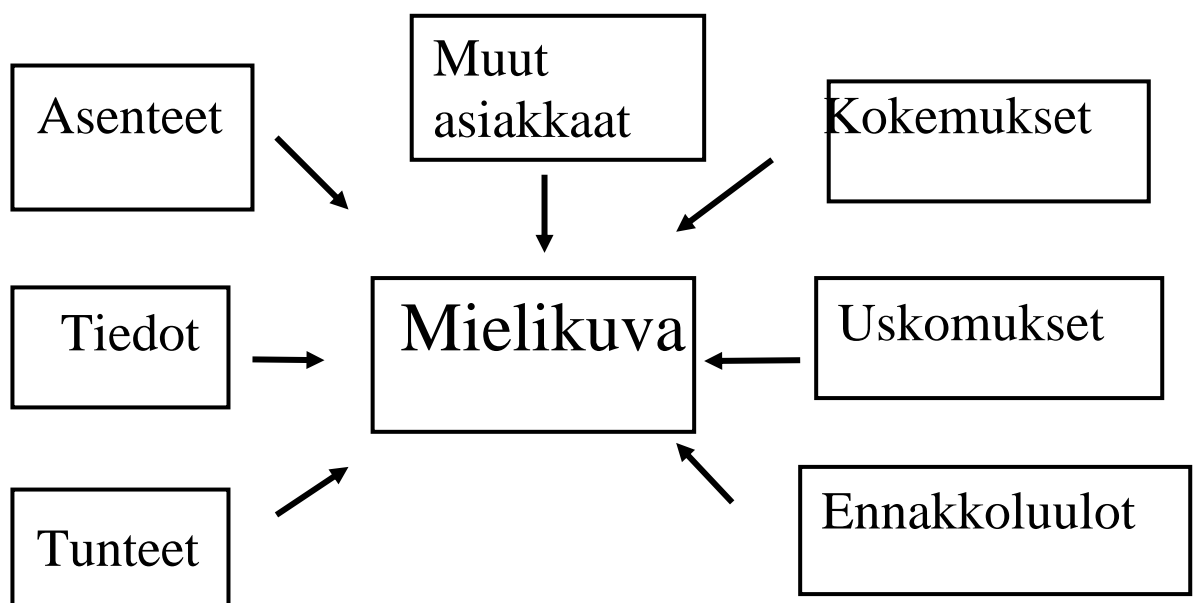 Muut
asiakkaat
Asenteet
Kokemukset
Mielikuva
Tiedot
Uskomukset
Tunteet
Ennakkoluulot